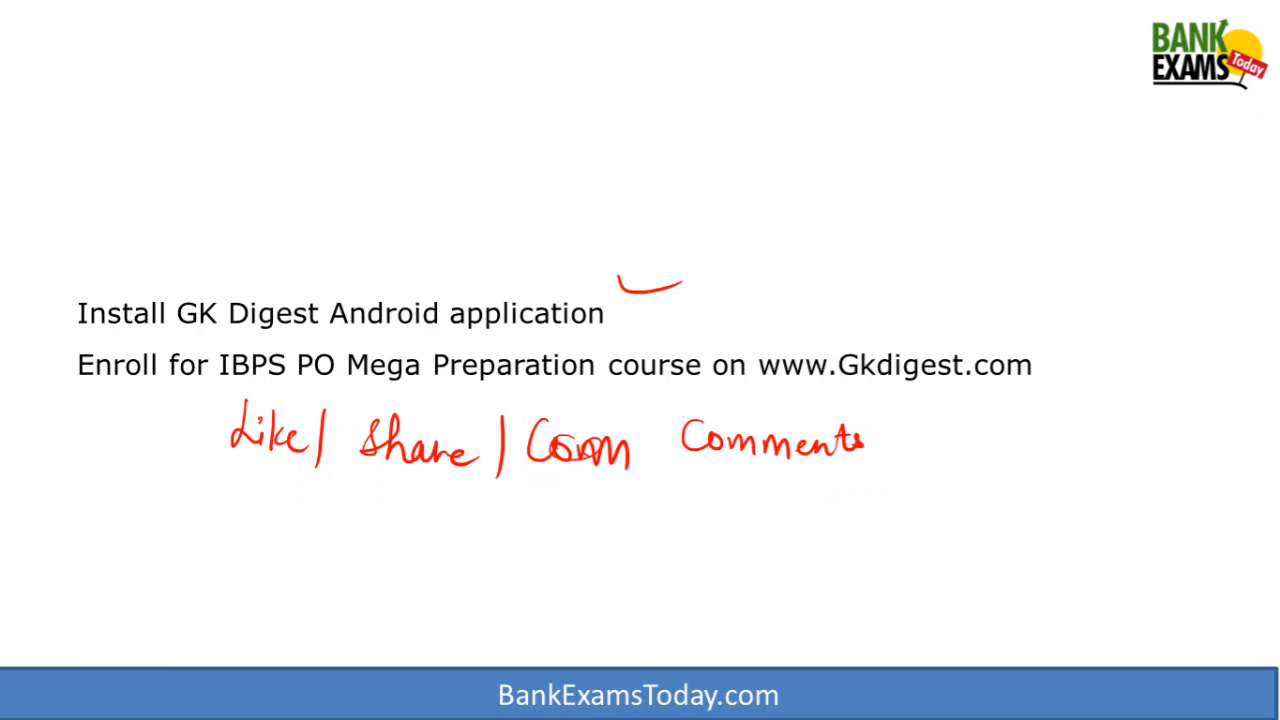 BANK
EXAMS Today
Install GK Digest Android application
Enroll for IBPS PO Mega Preparation course on www.Gkdigest.com
Like/ Share / Comments
BankExamsToday.com